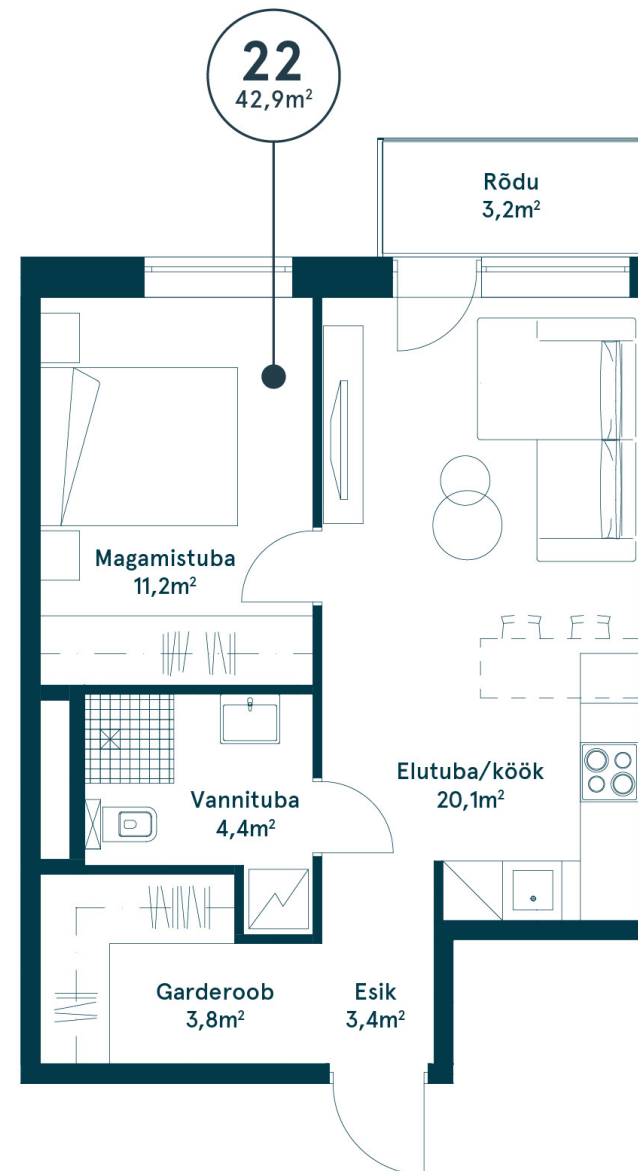 22
42,9m²
Rõdu
3,2m²
Magamistuba
11,2m²
Elutuba/köök
20,1m²
Vannituba
4,4m²
Garderoob
3,8m²
Esik
3,4m²